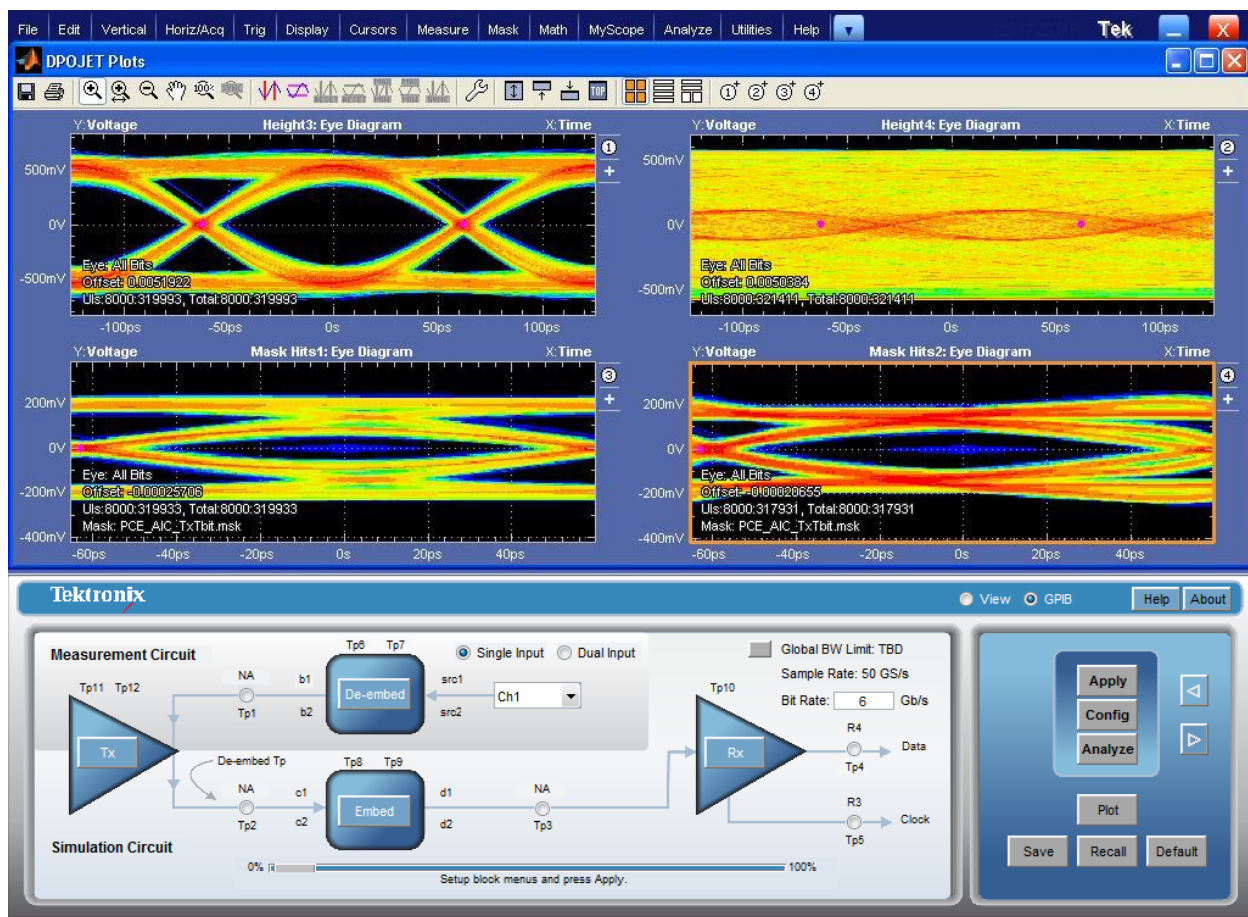 File Edit Vertical Horiz/Acq Trig Display Cursors Measure Mask Math MyScope Analyze Utilities Help Tek X
DPOJET Plots
100% TOP 1+ 2+ 3+ 4+
Y:Voltage Height3: Eye Diagram X:Time
1
+
500mV
0V
-500mV
Eye: All Bits
Offset: 0.0051922
UIs:8000:319993, Total:8000:319993
-100ps -50ps 0s 50ps 100ps
Y:Voltage Height4: Eye Diagram X:Time
2
+
500mV
0V
-500mV
Eye: All Bits
Offset: 0.0050384
UIs:8000:321411, Total:8000:321411
-100ps -50ps 0s 50ps 100ps
Y:Voltage Mask Hits1: Eye Diagram X:Time
3
+
200mV
0V
-200mV
-400mV
Eye: All Bits
Offset: -0.00025706
UIs:8000:319933, Total:8000:319933
Mask: PCE_AIC_TxTbit.msk
-60ps -40ps -20ps 0s 20ps 40ps
Y:Voltage Mask Hits2: Eye Diagram X:Time
4
+
200mV
0V
-200mV
-400mV
Eye: All Bits
Offset: -0.00020655
UIs:8000:317931, Total:8000:317931
Mask: PCE_AIC_TxTbit.msk
-60ps -40ps -20ps 0s 20ps 40ps
Tektronix View GPIB Help About
Measurement Circuit
Tp6 Tp7
Single Input Dual Input
Global BW Limit: TBD
Sample Rate: 50 GS/s
Bit Rate: 6 Gb/s
Tp11 Tp12
NA
Tp1
b1
b2
De-embed
src1
src2
Ch1
Tp10
Tx
Rx
R4
Tp4
Data
De-embed Tp
Tp8 Tp9
NA
Tp2
c1
c2
Embed
d1
d2
NA
Tp3
R3
Tp5
Clock
Simulation Circuit
0% 100%
Setup block menus and press Apply.
Apply
Config
Analyze
Plot
Save Recall Default